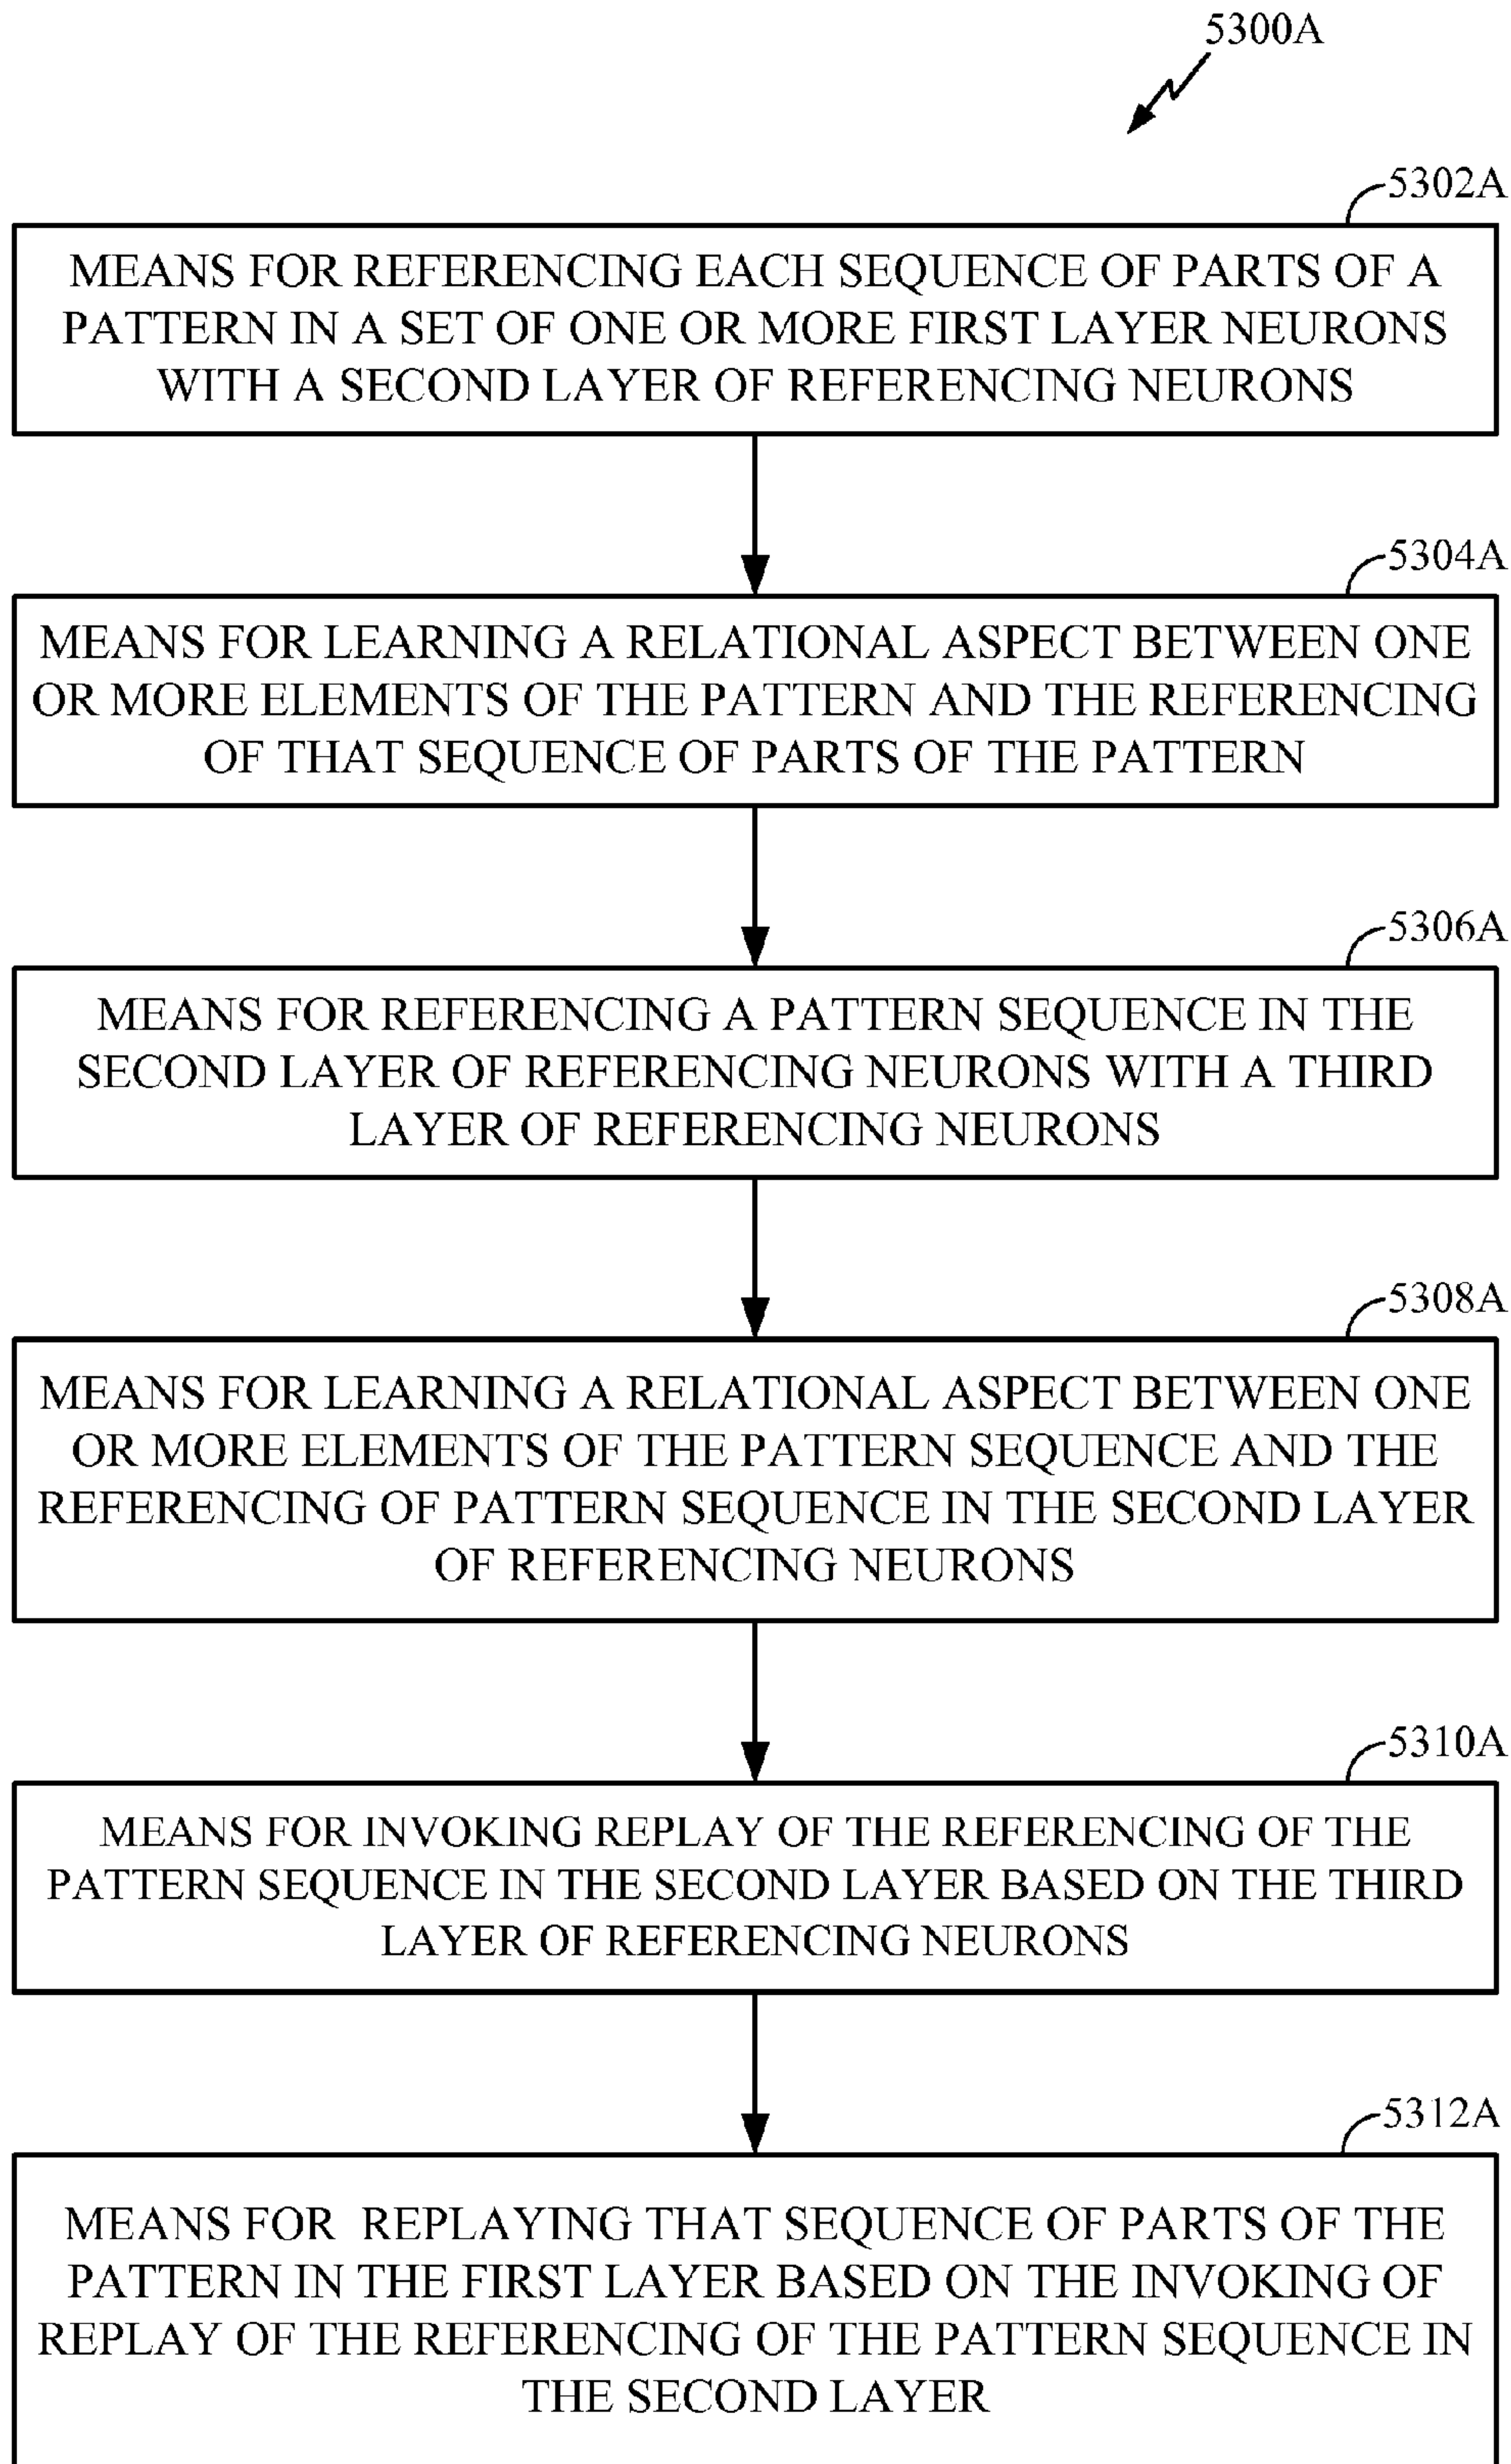 5300A
5302A
MEANS FOR REFERENCING EACH SEQUENCE OF PARTS OF A
PATTERN IN A SET OF ONE OR MORE FIRST LAYER NEURONS
WITH A SECOND LAYER OF REFERENCING NEURONS
5304A
MEANS FOR LEARNING A RELATIONAL ASPECT BETWEEN ONE
OR MORE ELEMENTS OF THE PATTERN AND THE REFERENCING
OF THAT SEQUENCE OF PARTS OF THE PATTERN
5306A
MEANS FOR REFERENCING A PATTERN SEQUENCE IN THE
SECOND LAYER OF REFERENCING NEURONS WITH A THIRD
LAYER OF REFERENCING NEURONS
5308A
MEANS FOR LEARNING A RELATIONAL ASPECT BETWEEN ONE
OR MORE ELEMENTS OF THE PATTERN SEQUENCE AND THE
REFERENCING OF PATTERN SEQUENCE IN THE SECOND LAYER
OF REFERENCING NEURONS
5310A
MEANS FOR INVOKING REPLAY OF THE REFERENCING OF THE
PATTERN SEQUENCE IN THE SECOND LAYER BASED ON THE THIRD
LAYER OF REFERENCING NEURONS
5312A
MEANS FOR REPLAYING THAT SEQUENCE OF PARTS OF THE
PATTERN IN THE FIRST LAYER BASED ON THE INVOKING OF
REPLAY OF THE REFERENCING OF THE PATTERN SEQUENCE IN
THE SECOND LAYER